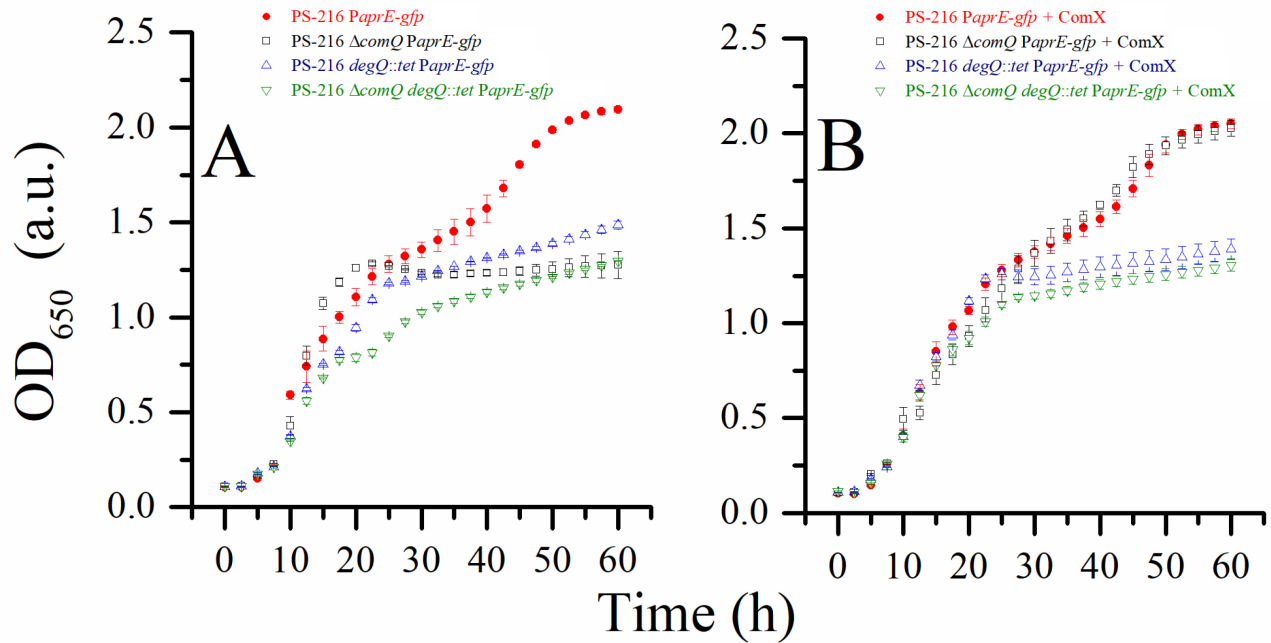 PS-216 PaprE-gfp
PS-216 ΔcomQ PaprE-gfp
PS-216 degQ::tet PaprE-gfp
PS-216 ΔcomQ degQ::tet PaprE-gfp
A
2.5
2.0
1.5
1.0
0.5
0.0
0 10 20 30 40 50 60
OD650 (a.u.)
PS-216 PaprE-gfp + ComX
PS-216 ΔcomQ PaprE-gfp + ComX
PS-216 degQ::tet PaprE-gfp + ComX
PS-216 ΔcomQ degQ::tet PaprE-gfp + ComX
B
2.5
2.0
1.5
1.0
0.5
0.0
0 10 20 30 40 50 60
Time (h)